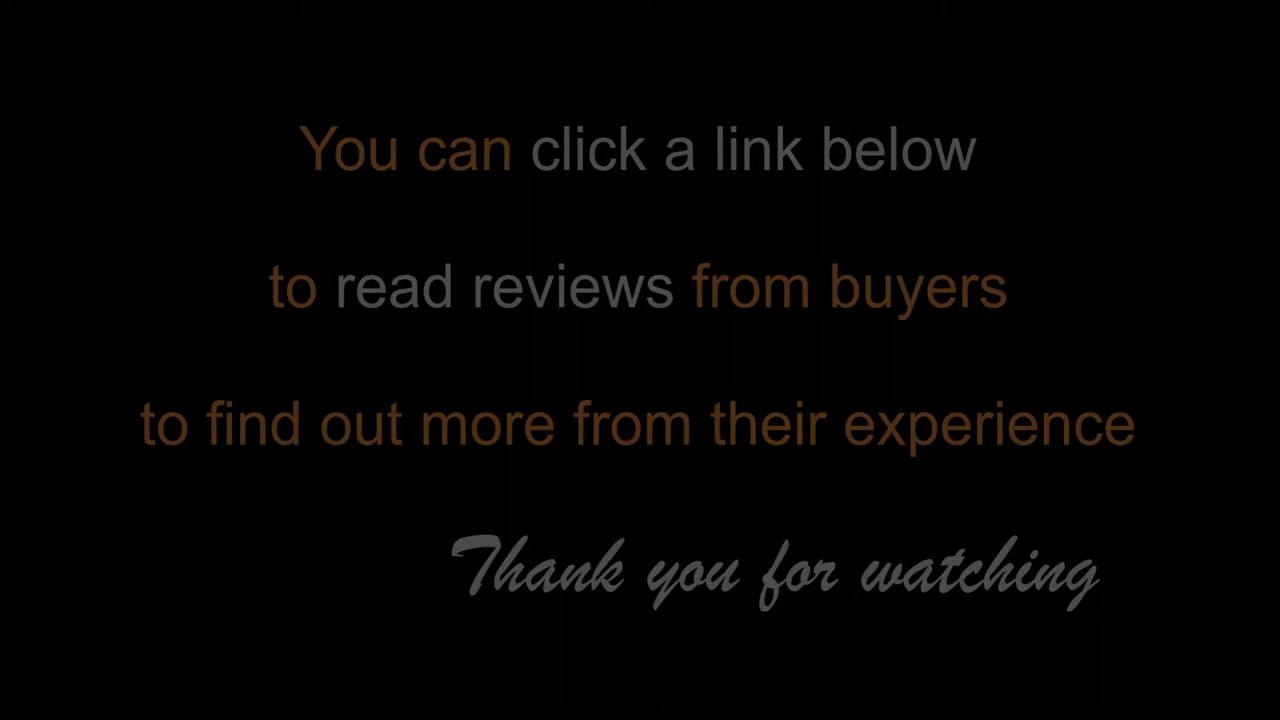 You can click a link below
to read reviews from buyers
to find out more from their experience
Thank you for watching